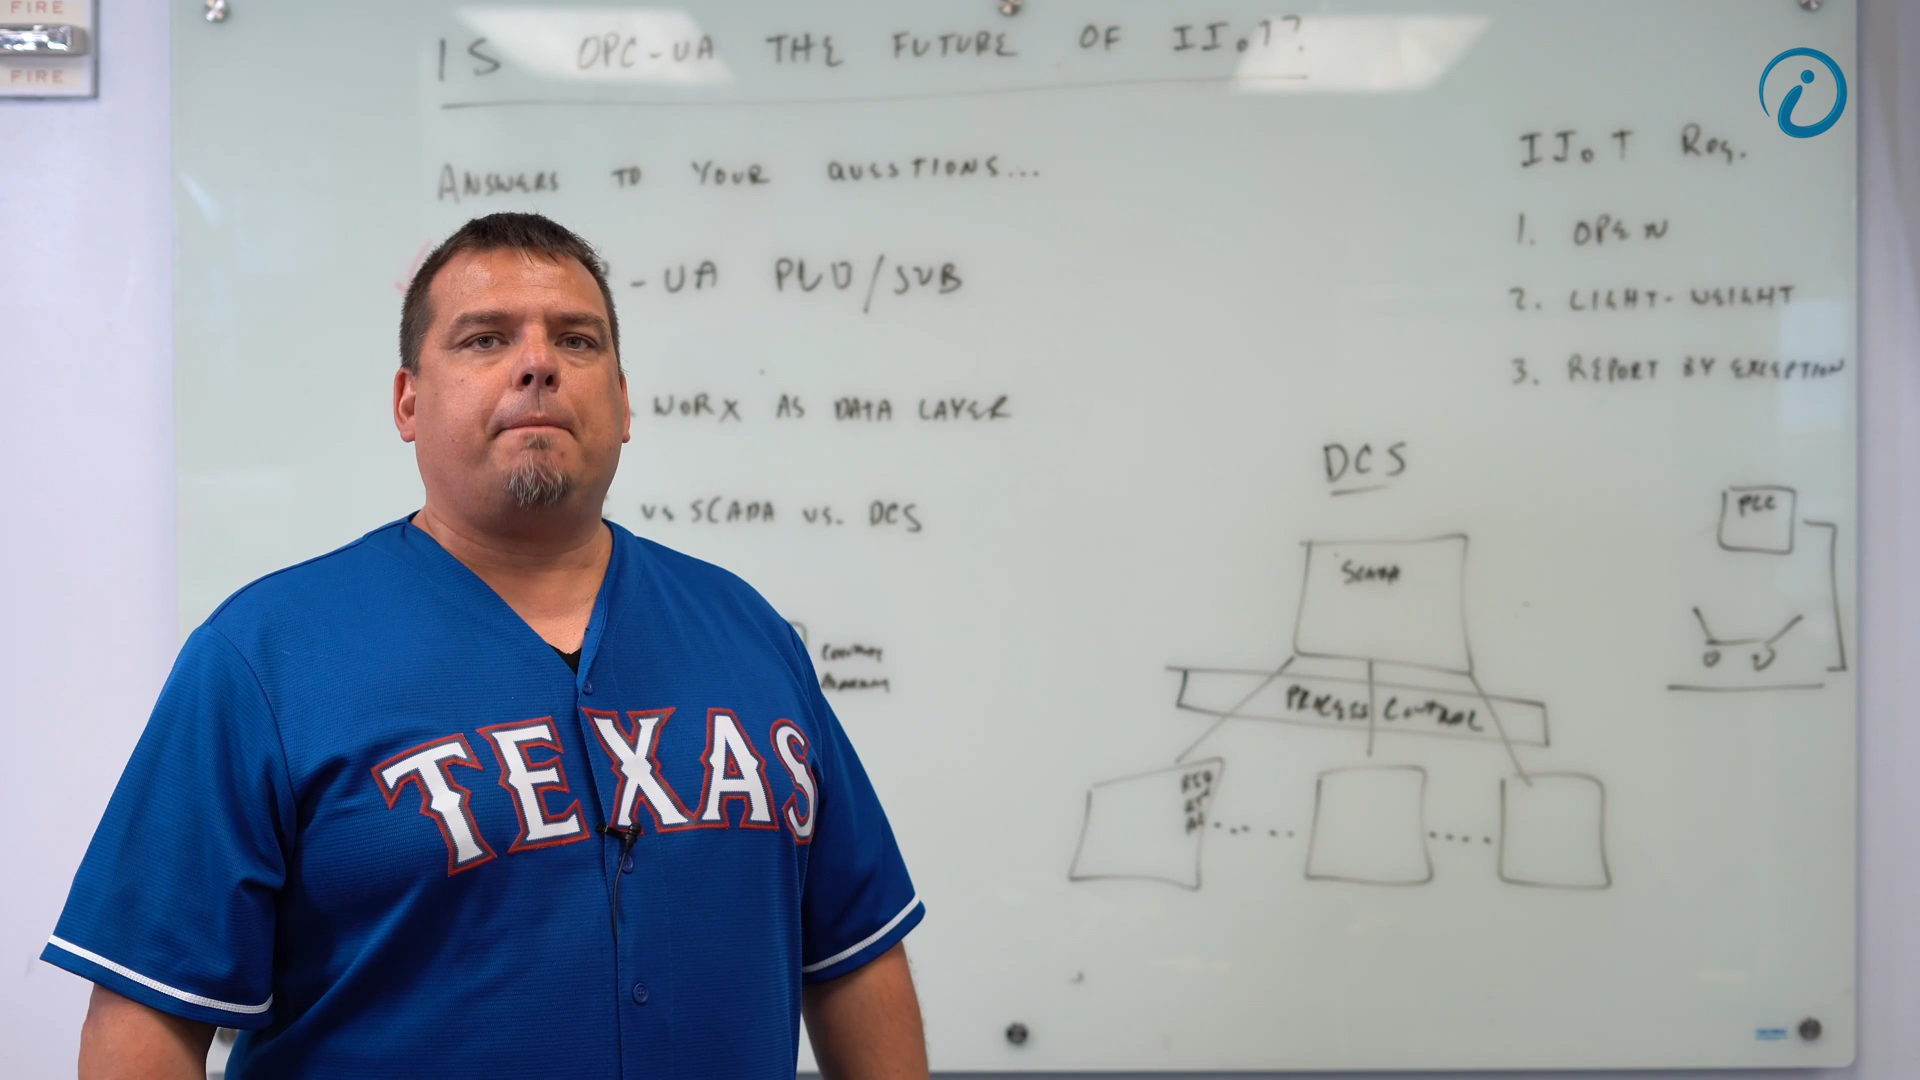 FIRE
FIRE
IS OPC-UA THE FUTURE OF IIoT?
ANSWERS TO YOUR QUESTIONS...
-UA PUB/SUB
WORX AS DATA LAYER
VS SCADA VS. DCS
TEXAS
IIoT Req.
1. OPEN
2. LIGHT-WEIGHT
3. REPORT BY EXCEPTION
DCS
SCADA
PROCESS CONTROL
PLC